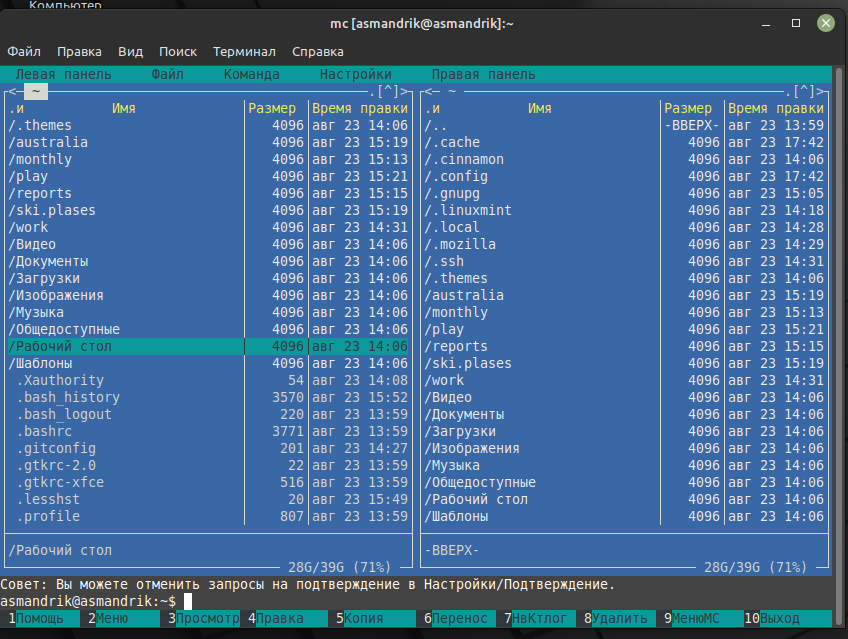 Компьютер
mc [asmandrik@asmandrik]:~
Файл Правка Вид Поиск Терминал Справка
Левая панель Файл Команда Настройки Правая панель
<— ~ .[^]> <— ~ .[^]>
.и Имя Размер Время правки .и Имя Размер Время правки
/.themes 4096 авг 23 14:06 /.. -ВВЕРХ- авг 23 13:59
/australia 4096 авг 23 15:19 /.cache 4096 авг 23 17:42
/monthly 4096 авг 23 15:13 /.cinnamon 4096 авг 23 14:06
/play 4096 авг 23 15:21 /.config 4096 авг 23 17:42
/reports 4096 авг 23 15:15 /.gnupg 4096 авг 23 15:05
/ski.plases 4096 авг 23 15:19 /.linuxmint 4096 авг 23 14:18
/work 4096 авг 23 14:31 /.local 4096 авг 23 14:28
/Видео 4096 авг 23 14:06 /.mozilla 4096 авг 23 14:29
/Документы 4096 авг 23 14:06 /.ssh 4096 авг 23 14:31
/Загрузки 4096 авг 23 14:06 /.themes 4096 авг 23 14:06
/Изображения 4096 авг 23 14:06 /australia 4096 авг 23 15:19
/Музыка 4096 авг 23 14:06 /monthly 4096 авг 23 15:13
/Общедоступные 4096 авг 23 14:06 /play 4096 авг 23 15:21
/Рабочий стол 4096 авг 23 14:06 /reports 4096 авг 23 15:15
/Шаблоны 4096 авг 23 14:06 /ski.plases 4096 авг 23 15:19
.Xauthority 54 авг 23 14:08 /work 4096 авг 23 14:31
.bash_history 3570 авг 23 15:52 /Видео 4096 авг 23 14:06
.bash_logout 220 авг 23 13:59 /Документы 4096 авг 23 14:06
.bashrc 3771 авг 23 13:59 /Загрузки 4096 авг 23 14:06
.gitconfig 201 авг 23 14:27 /Изображения 4096 авг 23 14:06
.gtkrc-2.0 22 авг 23 13:59 /Музыка 4096 авг 23 14:06
.gtkrc-xfce 516 авг 23 13:59 /Общедоступные 4096 авг 23 14:06
.lesshst 20 авг 23 15:49 /Рабочий стол 4096 авг 23 14:06
.profile 807 авг 23 13:59 /Шаблоны 4096 авг 23 14:06
/Рабочий стол -ВВЕРХ-
28G/39G (71%) 28G/39G (71%)
Совет: Вы можете отменить запросы на подтверждение в Настройки/Подтверждение.
asmandrik@asmandrik:~$
1Помощь 2Меню 3Просмотр 4Правка 5Копия 6Перенос 7НвКтлог 8Удалить 9МенюМС 10Выход